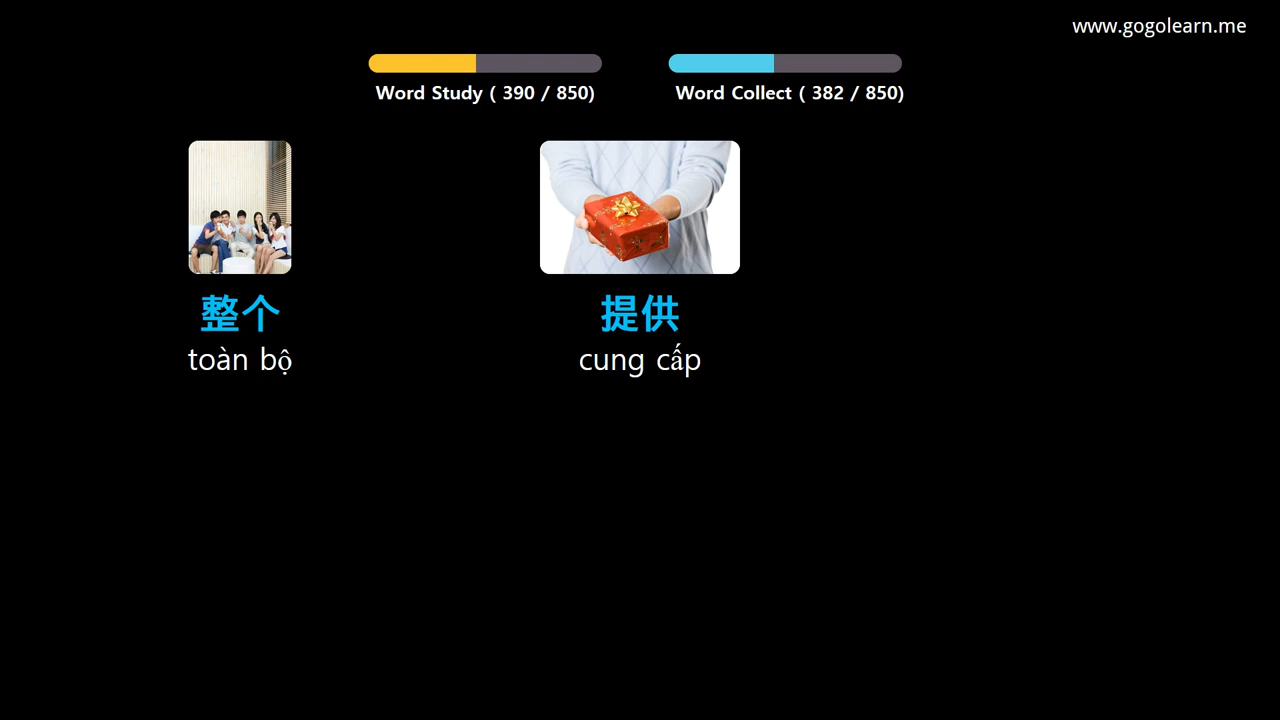 www.gogolearn.me
Word Study ( 390 / 850)
Word Collect ( 382 / 850)
整个
toàn bộ
提供
cung cấp